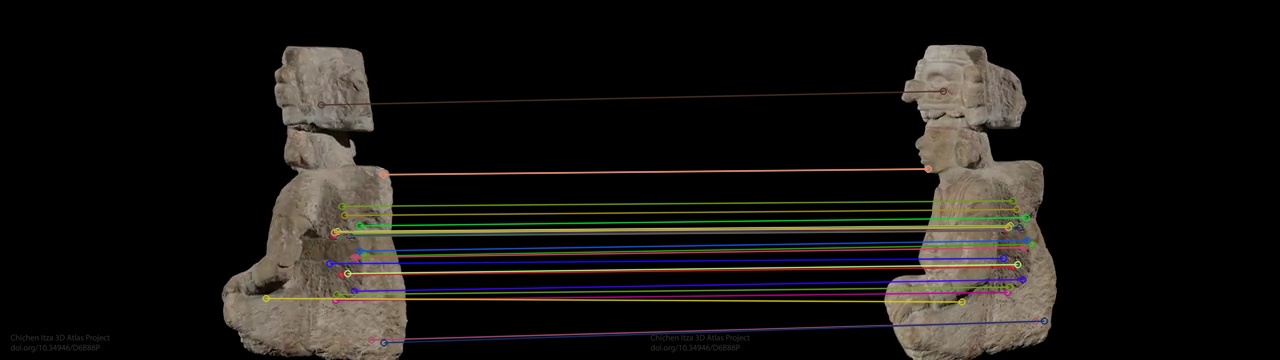 Chichen Itza 3D Atlas Project
doi.org/10.34946/D6B88P
Chichen Itza 3D Atlas Project
doi.org/10.34946/D6B88P